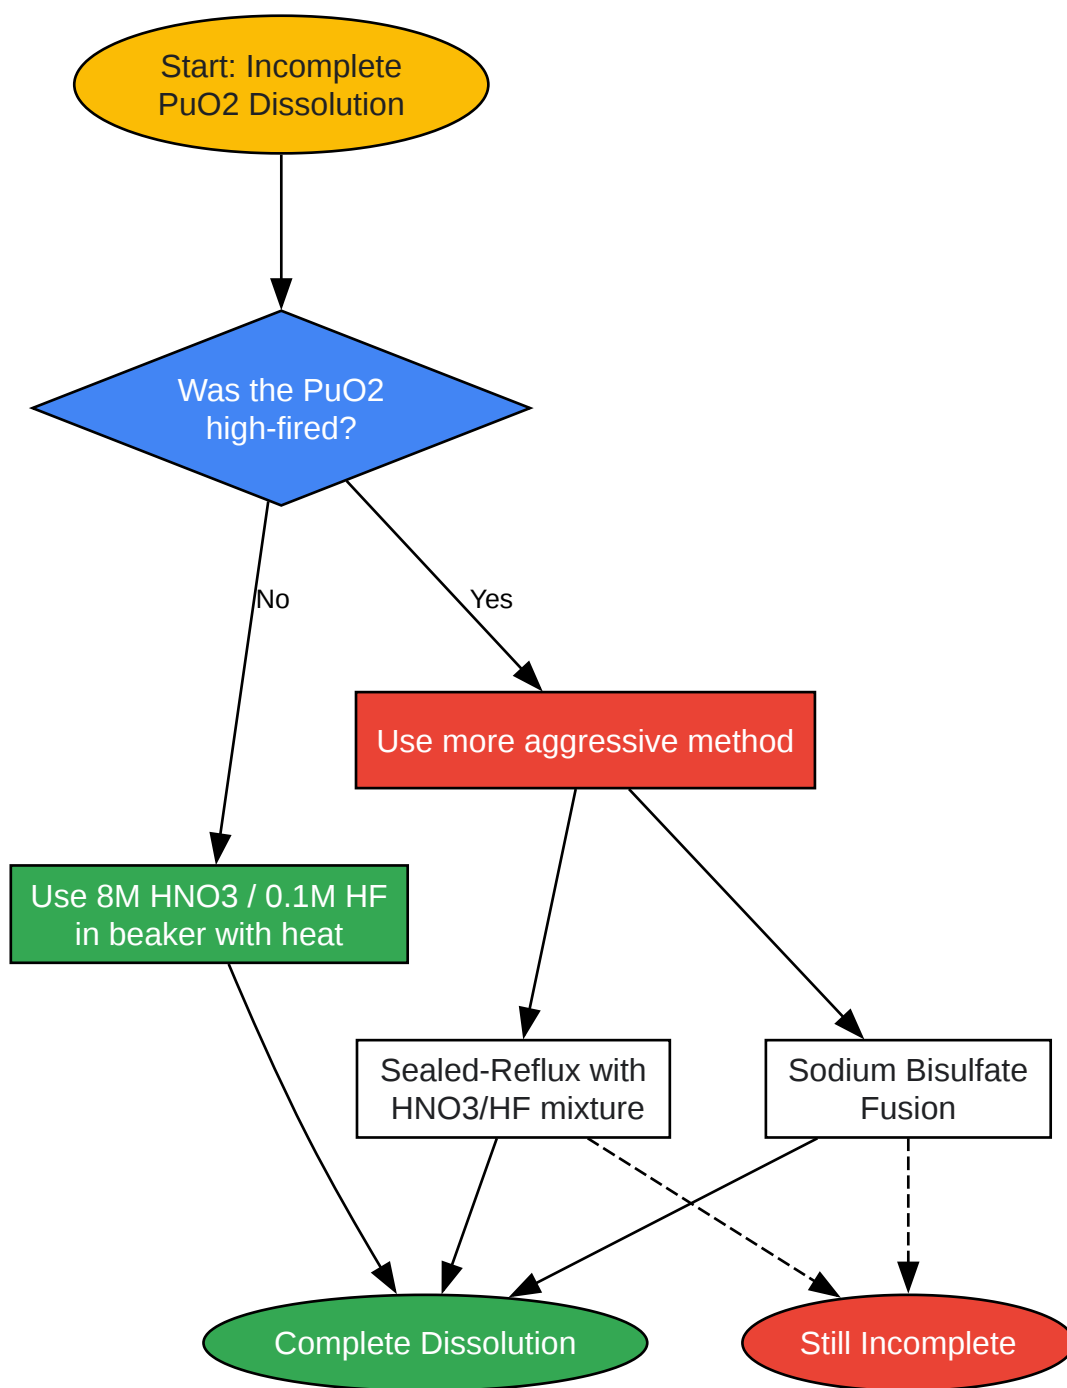 Start: Incomplete
PuO2 Dissolution
Was the PuO2
high-fired?
No
Yes
Use more aggressive method
Use 8M HNO3 / 0.1M HF
in beaker with heat
Sealed-Reflux with
HNO3/HF mixture
Sodium Bisulfate
Fusion
Complete Dissolution
Still Incomplete